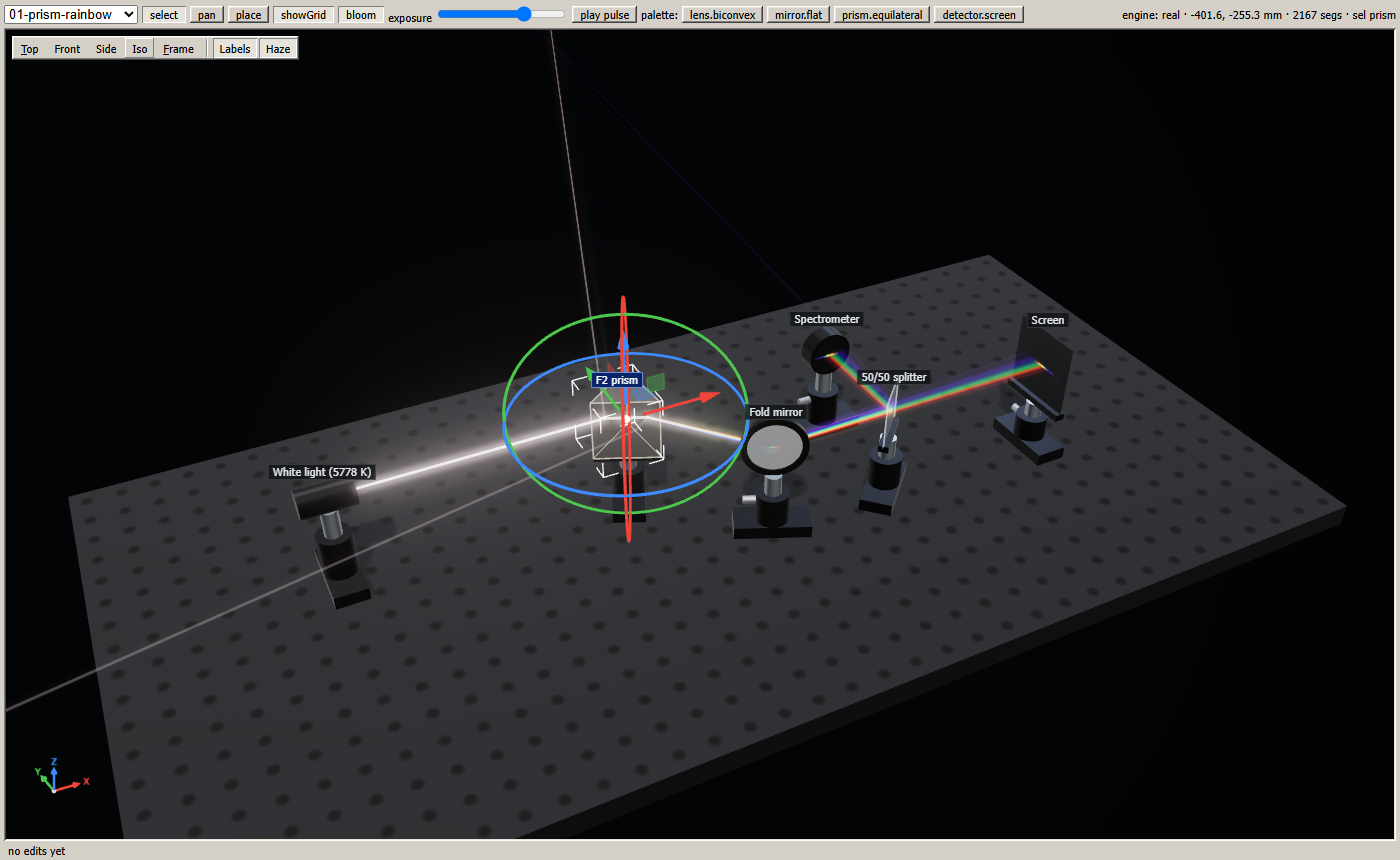 01-prism-rainbow select pan place showGrid bloom exposure play pulse palette: lens.biconvex mirror.flat prism.equilateral detector.screen engine: real · -401.6, -255.3 mm · 2167 segs · sel prism
Top Front Side Iso Frame Labels Haze
Spectrometer
Screen
F2 prism
50/50 splitter
Fold mirror
White light (5778 K)
Z
Y
X
no edits yet